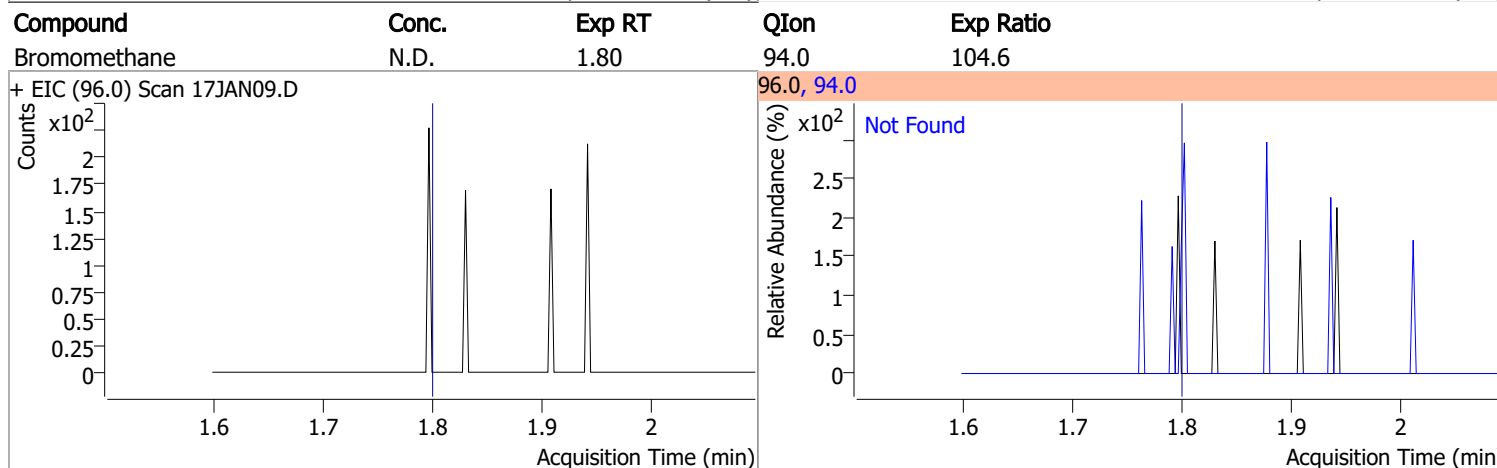 Compound Conc. Exp RT QIon Exp Ratio
Bromomethane N.D. 1.80 94.0 104.6
+ EIC (96.0) Scan 17JAN09.D
Counts
x10²
2
1.75
1.5
1.25
1
0.75
0.5
0.25
0
1.6 1.7 1.8 1.9 2
Acquisition Time (min)
96.0, 94.0
Relative Abundance (%)
x10²
Not Found
2.5
2
1.5
1
0.5
0
1.6 1.7 1.8 1.9 2
Acquisition Time (min